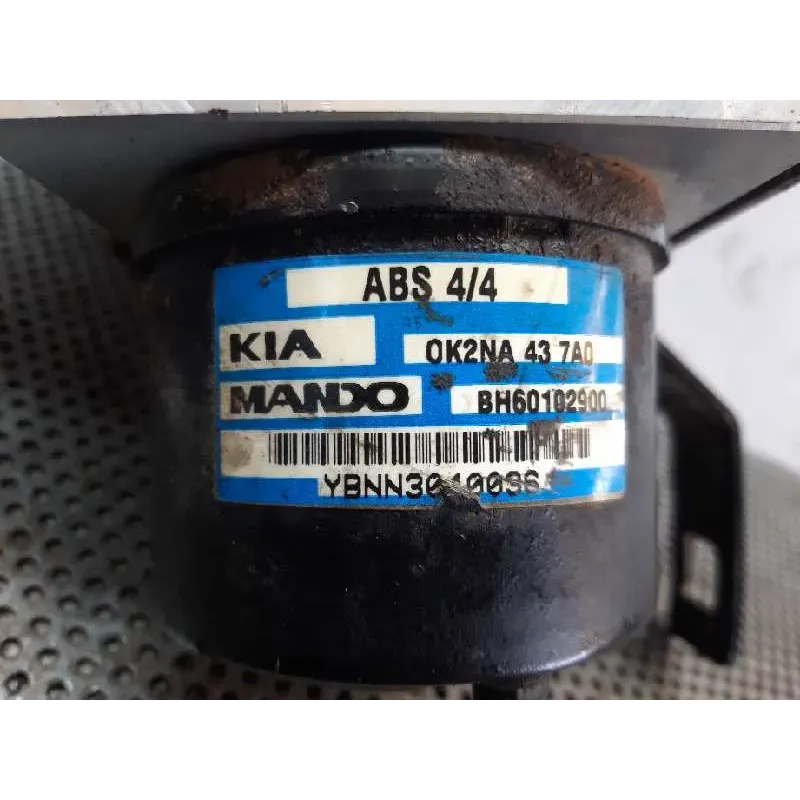 ABS 4/4
KIA
0K2NA 43 7A0
MANDO
BH60102900